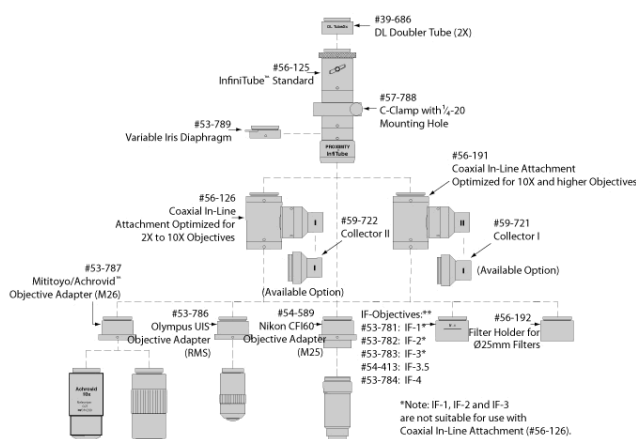 #39-686
DL Doubler Tube (2X)
#56-125
InfiniTube™ Standard
#57-788
C-Clamp with ¼-20
Mounting Hole
#53-789
Variable Iris Diaphragm
PROXIMITY
InfiTube
#56-191
Coaxial In-Line Attachment
Optimized for 10X and higher Objectives
#56-126
Coaxial In-Line
Attachment Optimized for
2X to 10X Objectives
I
II
#59-722
Collector II
#59-721
Collector I
I
I
(Available Option)
(Available Option)
#53-787
Mititoyo/Achrovid™
Objective Adapter (M26)
#53-786
Olympus UIS
Objective Adapter
(RMS)
#54-589
Nikon CFI60
Objective Adapter
(M25)
IF-Objectives:**
#53-781: IF-1*
#53-782: IF-2*
#53-783: IF-3*
#54-413: IF-3.5
#53-784: IF-4
#56-192
Filter Holder for
Ø25mm Filters
Achrovid
*Note: IF-1, IF-2 and IF-3
are not suitable for use with
Coaxial In-Line Attachment (#56-126).